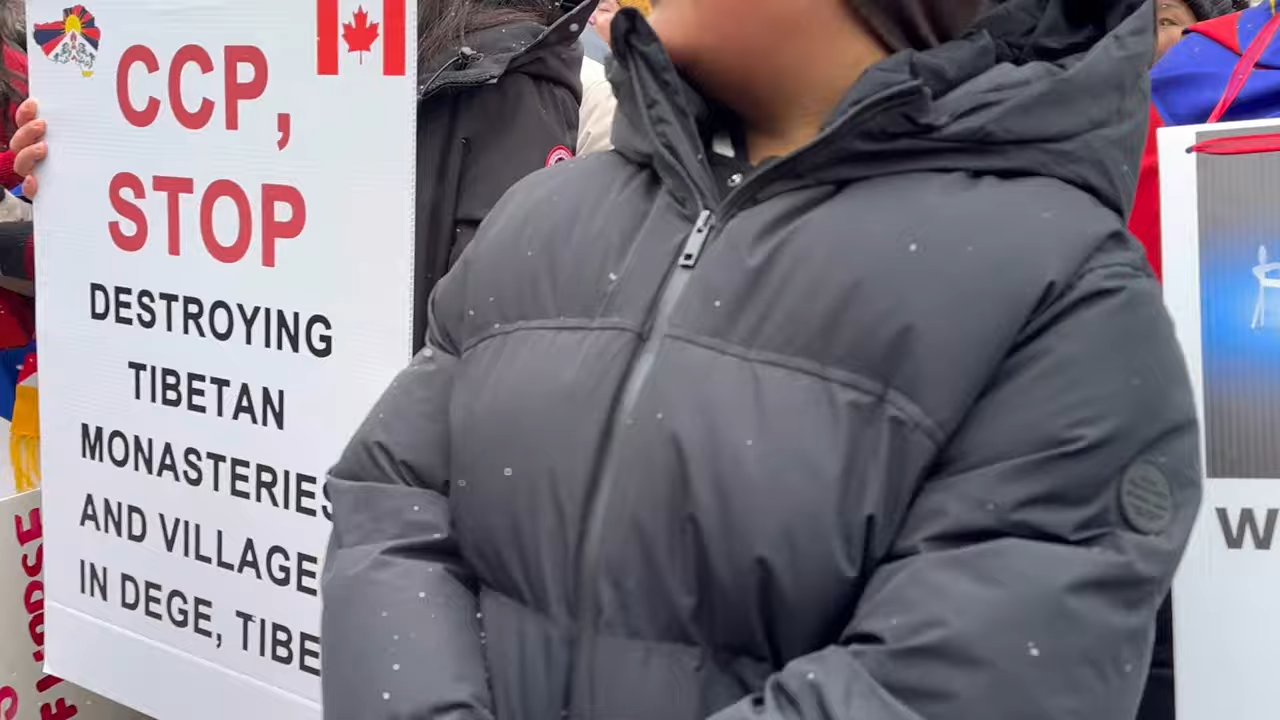 CCP,
STOP
DESTROYING
TIBETAN
MONASTERIES
AND VILLAGE
IN DEGE, TIBE
W